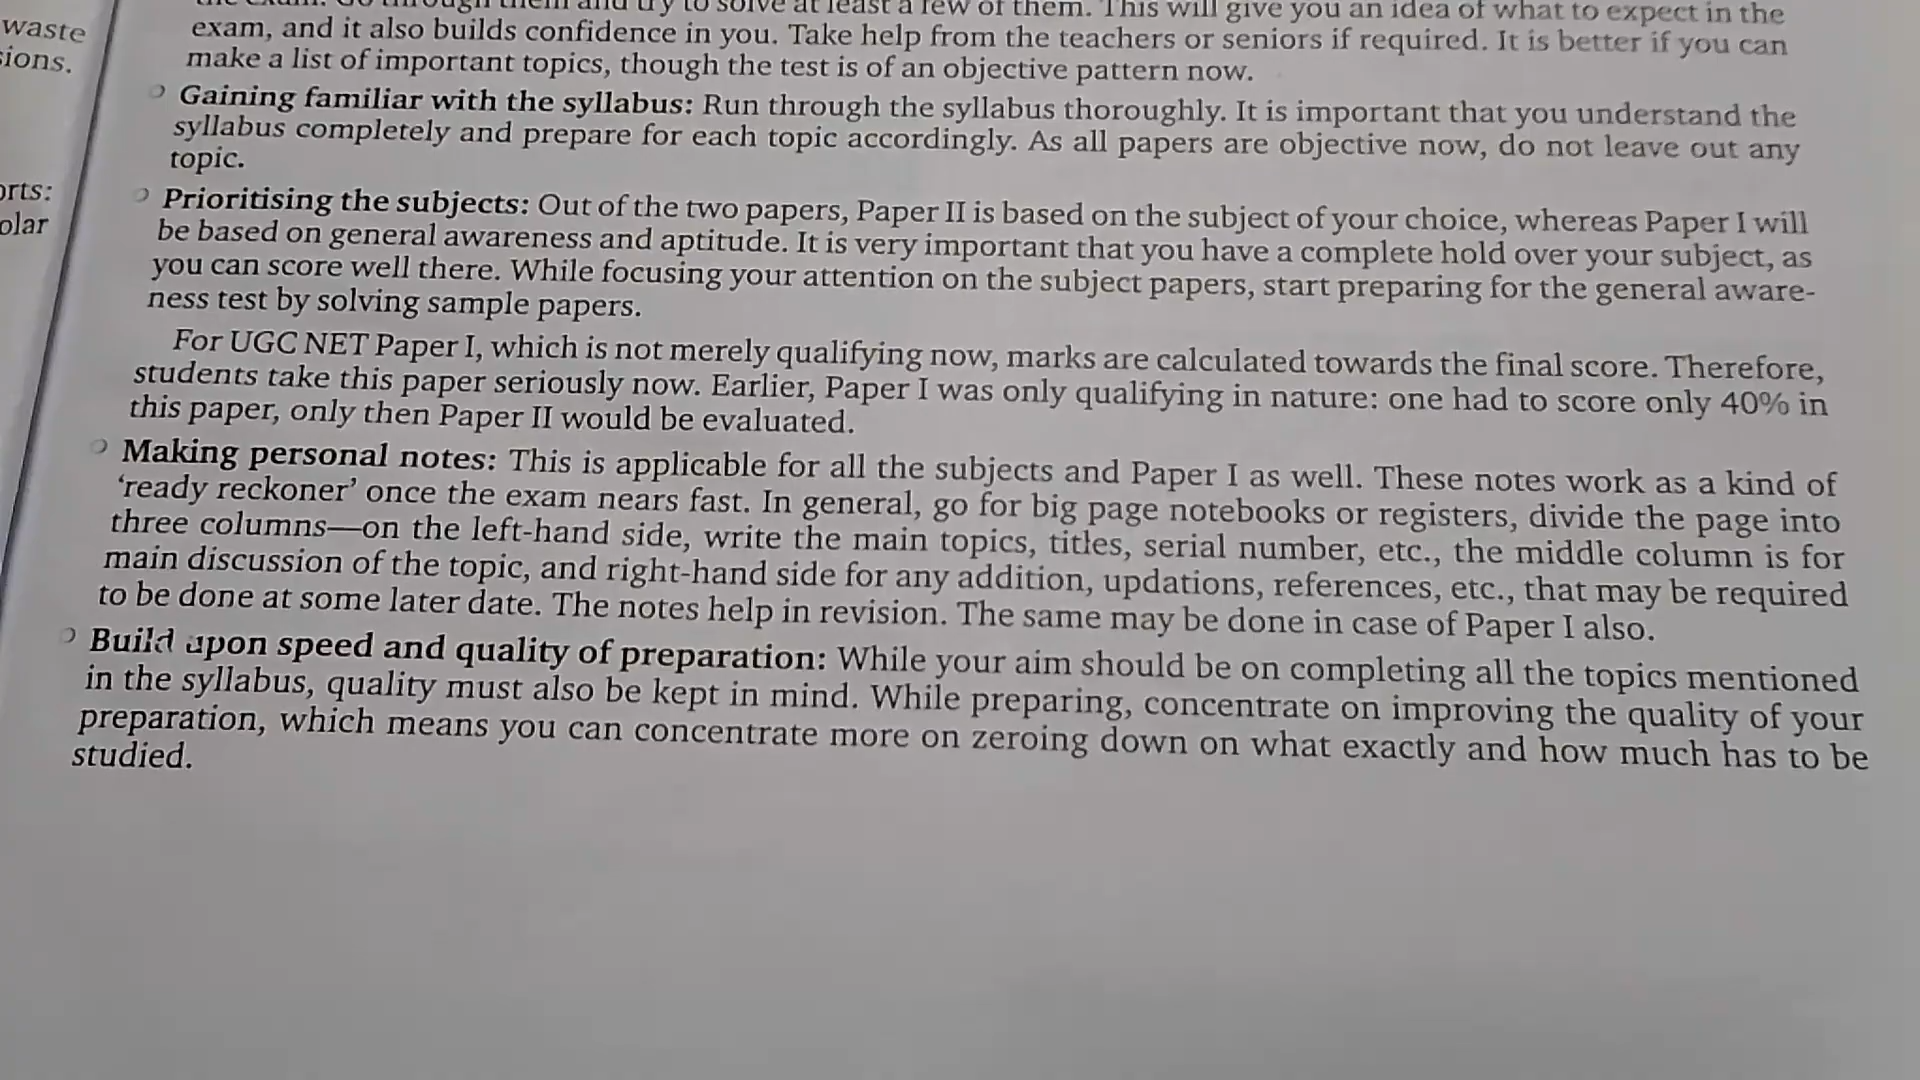 waste
sions.
orts:
olar
the exam. Go through them and try to solve at least a few of them. This will give you an idea of what to expect in the
exam, and it also builds confidence in you. Take help from the teachers or seniors if required. It is better if you can
make a list of important topics, though the test is of an objective pattern now.
Gaining familiar with the syllabus: Run through the syllabus thoroughly. It is important that you understand the
syllabus completely and prepare for each topic accordingly. As all papers are objective now, do not leave out any
topic.
Prioritising the subjects: Out of the two papers, Paper II is based on the subject of your choice, whereas Paper I will
be based on general awareness and aptitude. It is very important that you have a complete hold over your subject, as
you can score well there. While focusing your attention on the subject papers, start preparing for the general aware-
ness test by solving sample papers.
For UGC NET Paper I, which is not merely qualifying now, marks are calculated towards the final score. Therefore,
students take this paper seriously now. Earlier, Paper I was only qualifying in nature: one had to score only 40% in
this paper, only then Paper II would be evaluated.
Making personal notes: This is applicable for all the subjects and Paper I as well. These notes work as a kind of
‘ready reckoner’ once the exam nears fast. In general, go for big page notebooks or registers, divide the page into
three columns—on the left-hand side, write the main topics, titles, serial number, etc., the middle column is for
main discussion of the topic, and right-hand side for any addition, updations, references, etc., that may be required
to be done at some later date. The notes help in revision. The same may be done in case of Paper I also.
Build upon speed and quality of preparation: While your aim should be on completing all the topics mentioned
in the syllabus, quality must also be kept in mind. While preparing, concentrate on improving the quality of your
preparation, which means you can concentrate more on zeroing down on what exactly and how much has to be
studied.